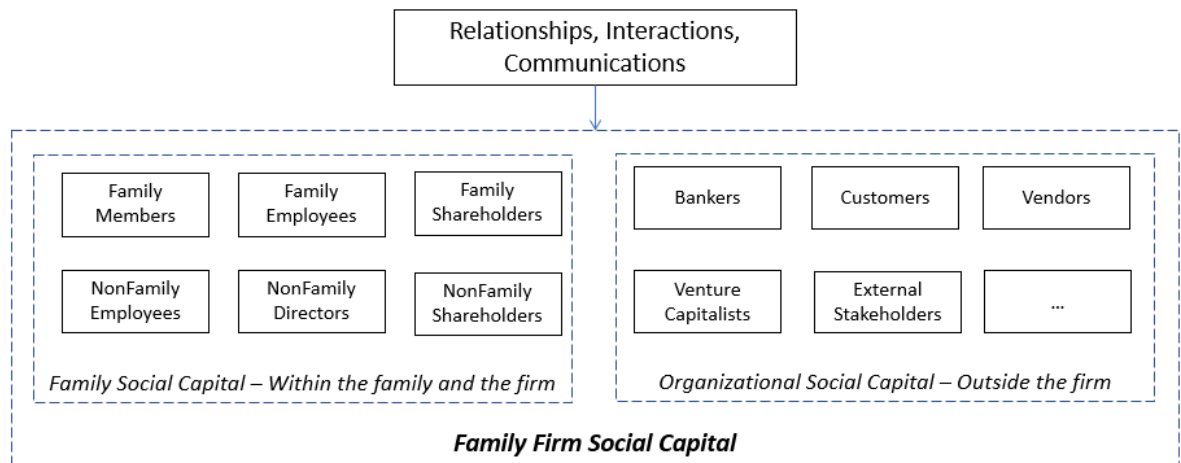 Relationships, Interactions,
Communications
Family
Members
Family
Employees
Family
Shareholders
NonFamily
Employees
NonFamily
Directors
NonFamily
Shareholders
Family Social Capital – Within the family and the firm
Bankers
Customers
Vendors
Venture
Capitalists
External
Stakeholders
...
Organizational Social Capital – Outside the firm
Family Firm Social Capital